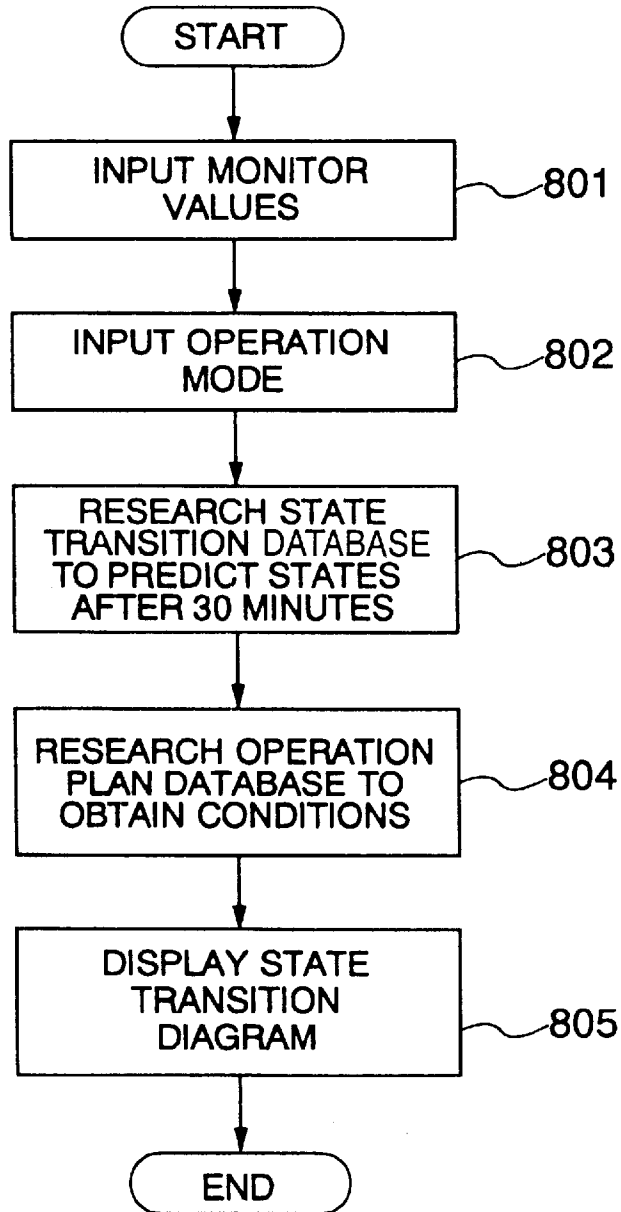 START
INPUT MONITOR
VALUES
801
INPUT OPERATION
MODE
802
RESEARCH STATE
TRANSITION DATABASE
TO PREDICT STATES
AFTER 30 MINUTES
803
RESEARCH OPERATION
PLAN DATABASE TO
OBTAIN CONDITIONS
804
DISPLAY STATE
TRANSITION
DIAGRAM
805
END